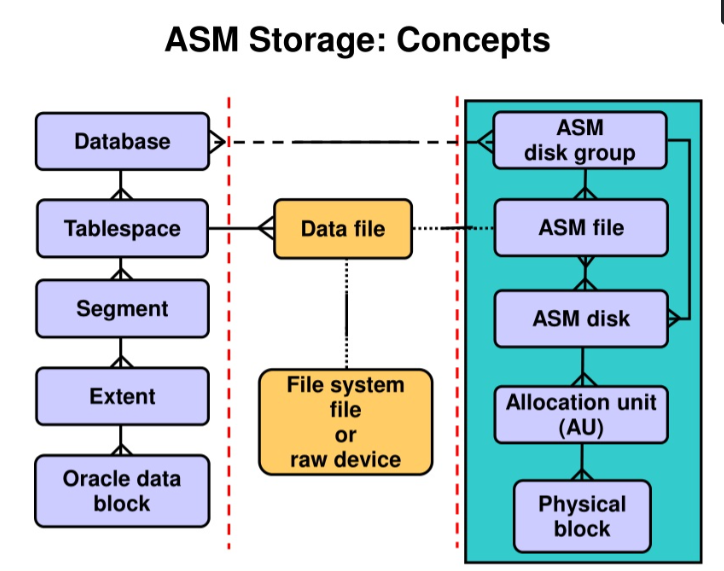 ASM Storage: Concepts
Database
Tablespace
Segment
Extent
Oracle data
block
Data file
File system
file
or
raw device
ASM
disk group
ASM file
ASM disk
Allocation unit
(AU)
Physical
block